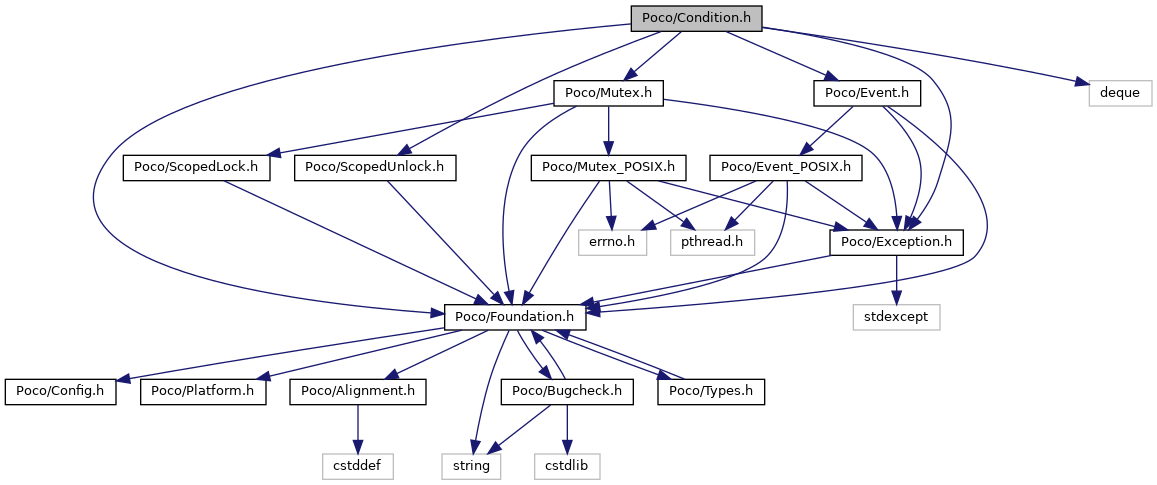 Poco/Condition.h
Poco/Mutex.h
Poco/Event.h
deque
Poco/ScopedLock.h
Poco/ScopedUnlock.h
Poco/Mutex_POSIX.h
Poco/Event_POSIX.h
errno.h
pthread.h
Poco/Exception.h
Poco/Foundation.h
stdexcept
Poco/Config.h
Poco/Platform.h
Poco/Alignment.h
Poco/Bugcheck.h
Poco/Types.h
cstddef
string
cstdlib